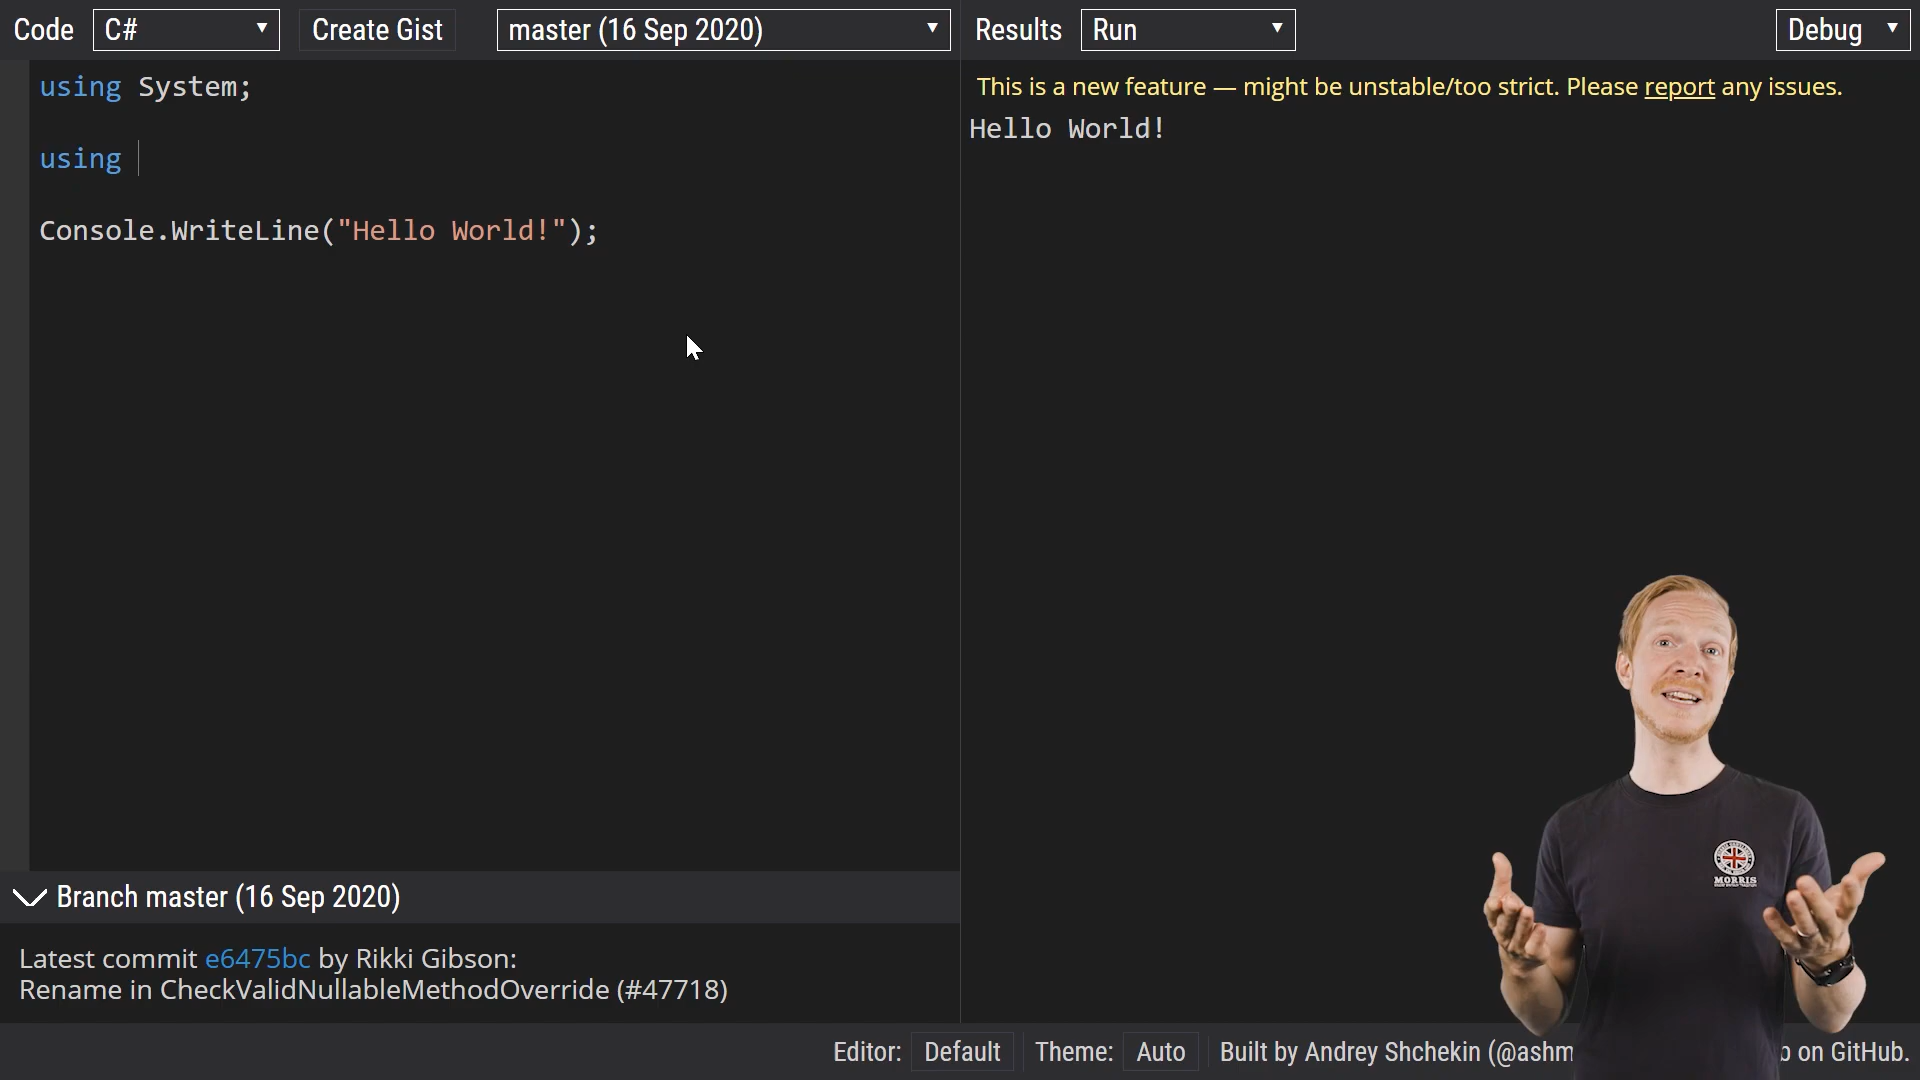 Code C# Create Gist master (16 Sep 2020) Results Run Debug
using System;
using
Console.WriteLine("Hello World!");
This is a new feature — might be unstable/too strict. Please report any issues.
Hello World!
MORRIS
Branch master (16 Sep 2020)
Latest commit e6475bc by Rikki Gibson:
Rename in CheckValidNullableMethodOverride (#47718)
Editor: Default Theme: Auto Built by Andrey Shchekin (@ashm b on GitHub.